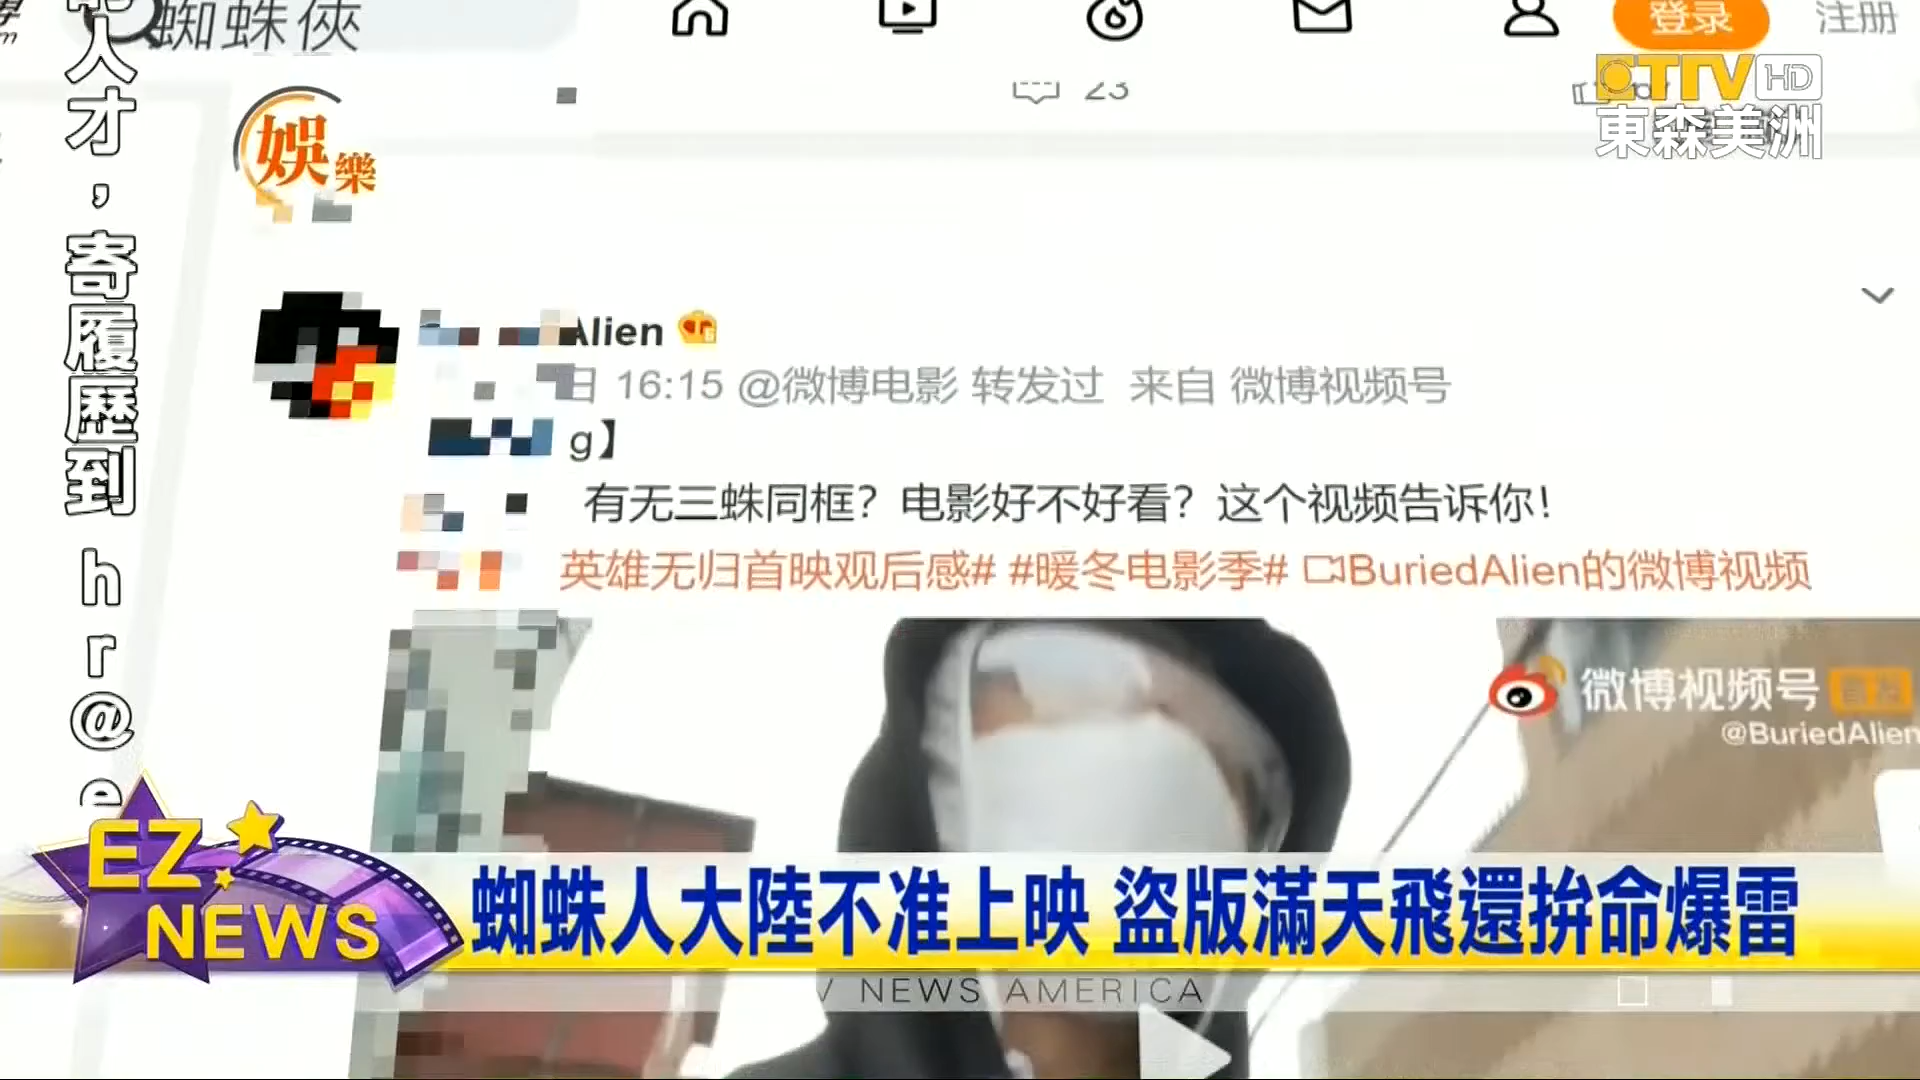 蜘蛛俠
登录 注册
ETTV HD
東森美洲
23
娛樂
的人才，寄履歷到 hr@e
Alien
日 16:15 @微博电影 转发过 来自 微博视频号
g】
有无三蛛同框？电影好不好看？这个视频告诉你！
英雄无归首映观后感# #暖冬电影季# BuriedAlien的微博视频
微博视频号
@BuriedAlien
EZ NEWS
蜘蛛人大陸不准上映 盜版滿天飛還拚命爆雷
V NEWS AMERICA